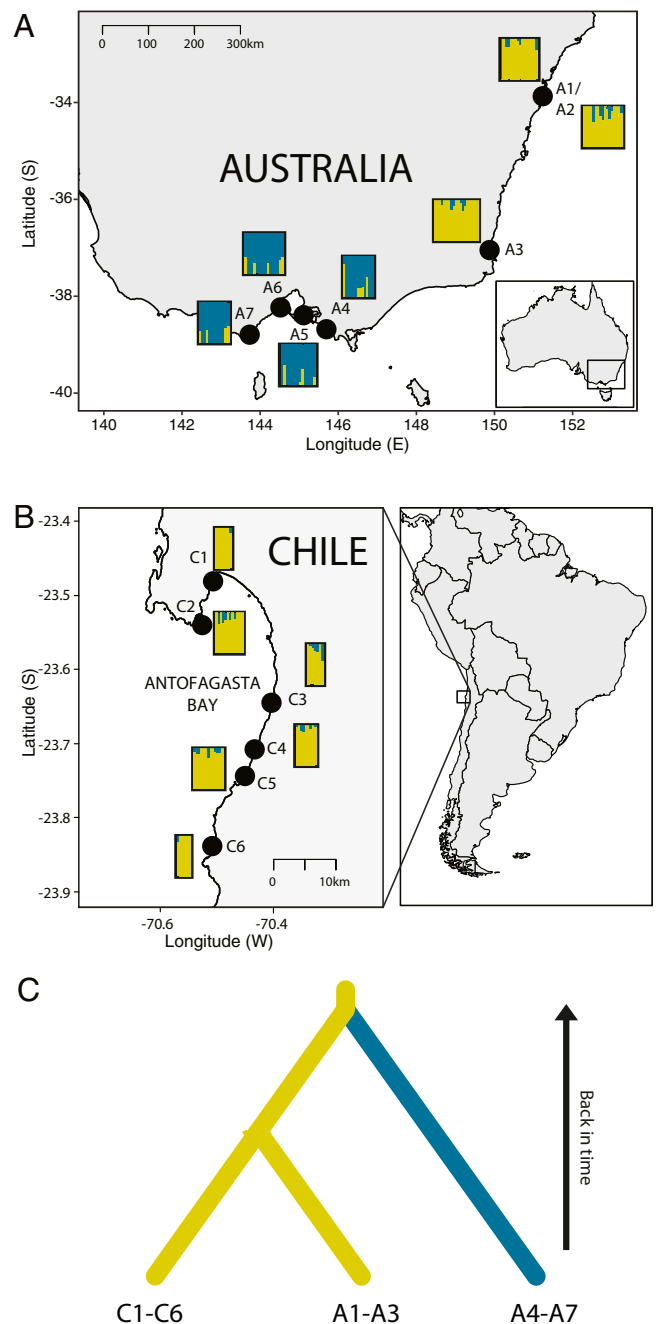 A
0 100 200 300km
-34
-36
-38
-40
Latitude (S)
AUSTRALIA
A1/
A2
A3
A4
A5
A6
A7
140 142 144 146 148 150 152
Longitude (E)
B
-23.4
-23.5
-23.6
-23.7
-23.8
-23.9
Latitude (S)
CHILE
C1
C2
ANTOFAGASTA
BAY
C3
C4
C5
C6
0 10km
-70.6 -70.4
Longitude (W)
C
Back in time
C1-C6 A1-A3 A4-A7